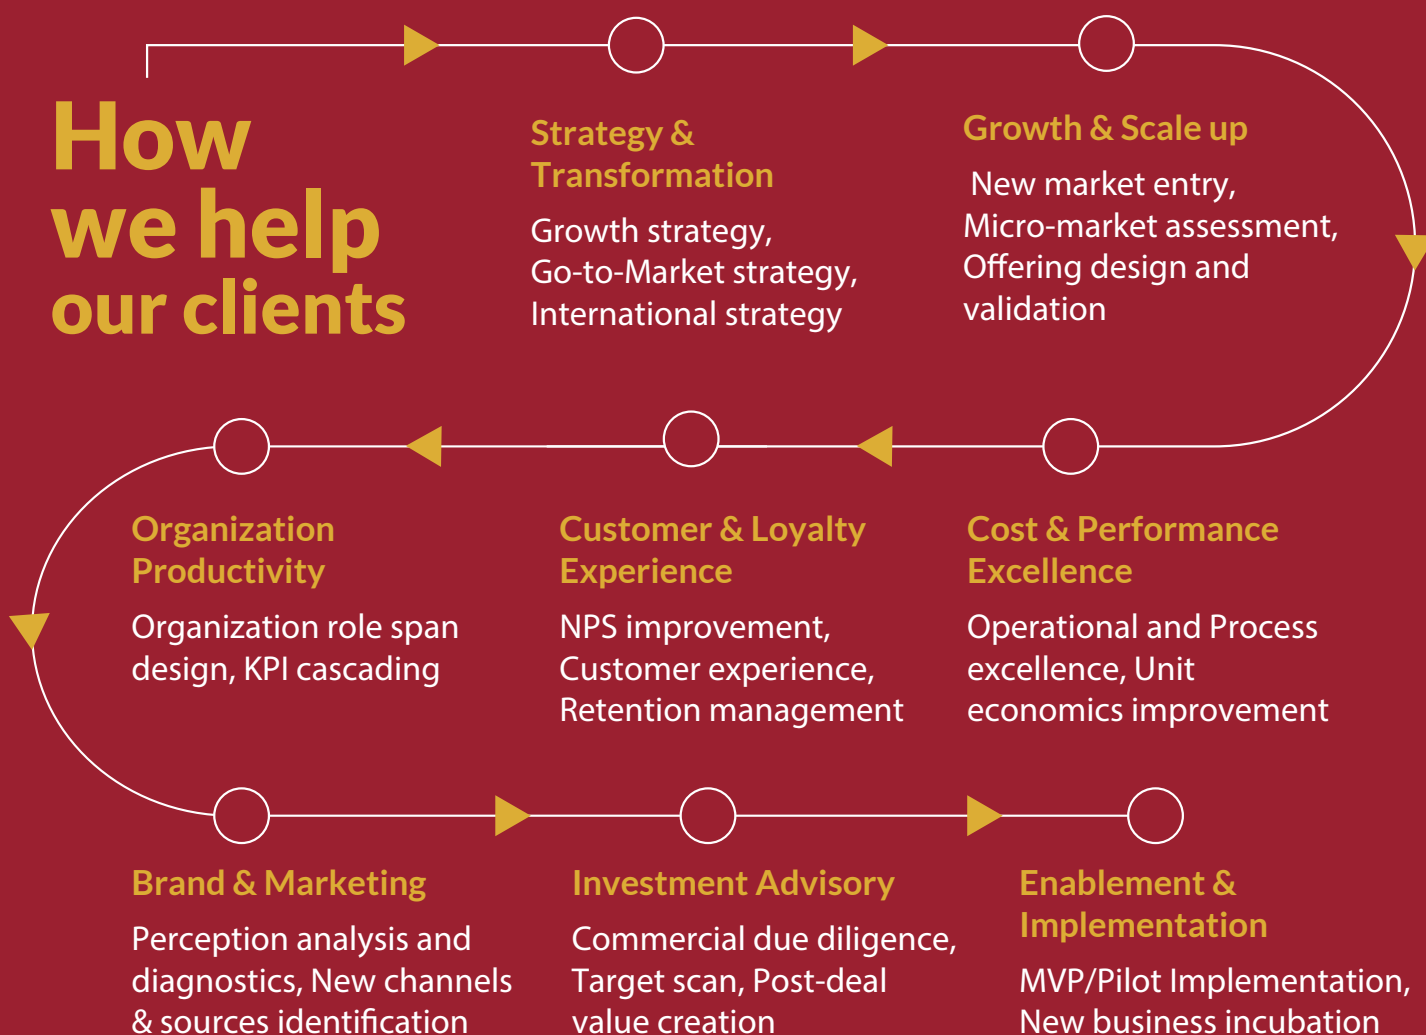 How
we help
our clients
Strategy &
Transformation
Growth strategy,
Go-to-Market strategy,
International strategy
Growth & Scale up
New market entry,
Micro-market assessment,
Offering design and
validation
Cost & Performance
Excellence
Operational and Process
excellence, Unit
economics improvement
Customer & Loyalty
Experience
NPS improvement,
Customer experience,
Retention management
Organization
Productivity
Organization role span
design, KPI cascading
Brand & Marketing
Perception analysis and
diagnostics, New channels
& sources identification
Investment Advisory
Commercial due diligence,
Target scan, Post-deal
value creation
Enablement &
Implementation
MVP/Pilot Implementation,
New business incubation